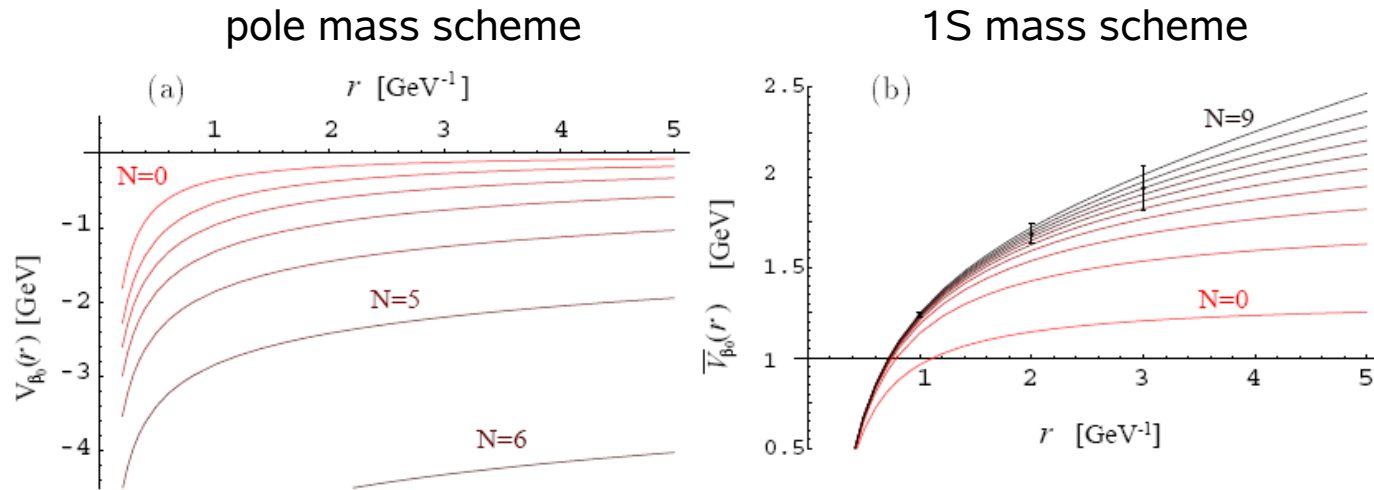 pole mass scheme
1S mass scheme
(a)
r [GeV⁻¹]
1 2 3 4 5
N=0
-1
-2
-3
-4
N=5
N=6
V_β₀(r) [GeV]
(b)
2.5
2
1.5
1
0.5
N=9
N=0
1 2 3 4 5
r [GeV⁻¹]
V̅_β₀(r) [GeV]